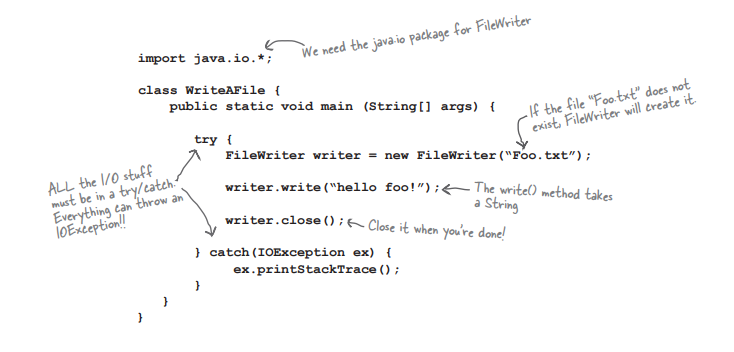 We need the java.io package for FileWriter
import java.io.*;
class WriteAFile {
public static void main (String[] args) {
If the file "Foo.txt" does not
exist, FileWriter will create it.
try {
FileWriter writer = new FileWriter(“Foo.txt”);
ALL the I/O stuff
must be in a try/catch.
Everything can throw an
IOException!!
writer.write(“hello foo!”);
The write() method takes
a String
writer.close();
Close it when you're done!
} catch(IOException ex) {
ex.printStackTrace();
}
}
}